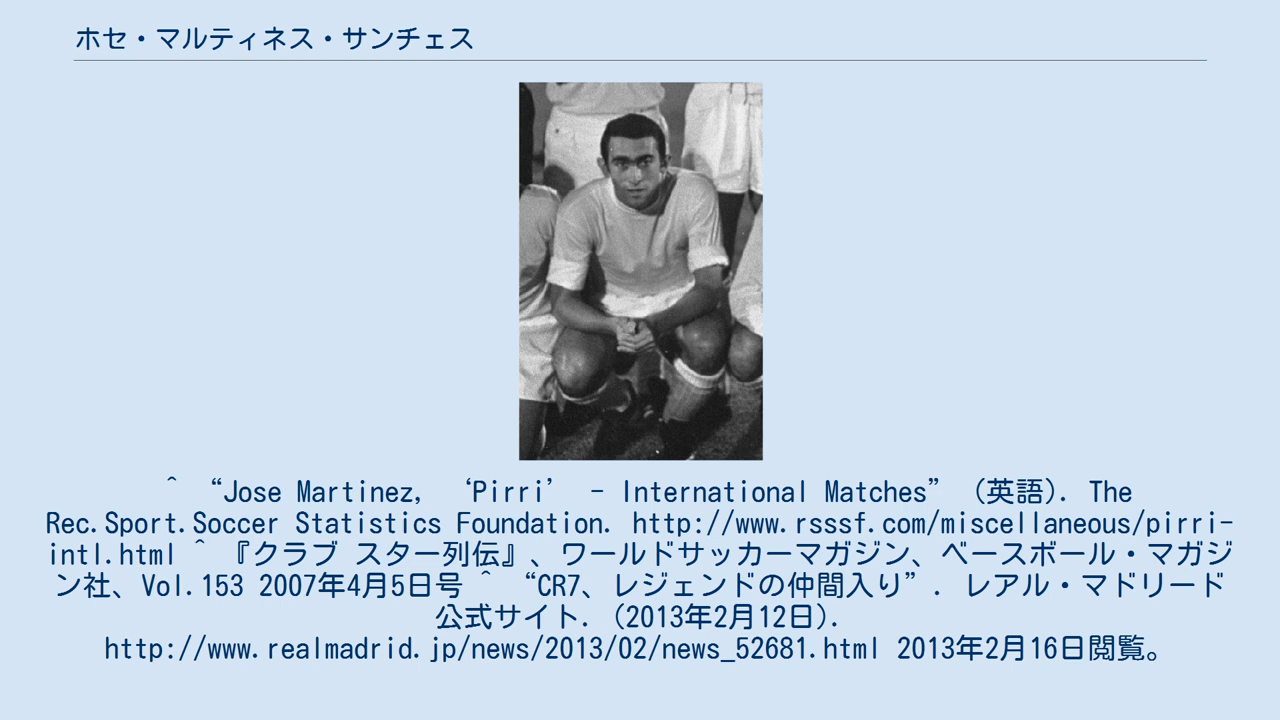 ホセ・マルティネス・サンチェス
^ “Jose Martinez, ‘Pirri’ - International Matches” (英語). The
Rec.Sport.Soccer Statistics Foundation. http://www.rsssf.com/miscellaneous/pirri-
intl.html ^ 『クラブ スター列伝』、ワールドサッカーマガジン、ベースボール・マガジ
ン社、Vol.153 2007年4月5日号 ^ “CR7、レジェンドの仲間入り”. レアル・マドリード
公式サイト. (2013年2月12日).
http://www.realmadrid.jp/news/2013/02/news_52681.html 2013年2月16日閲覧。